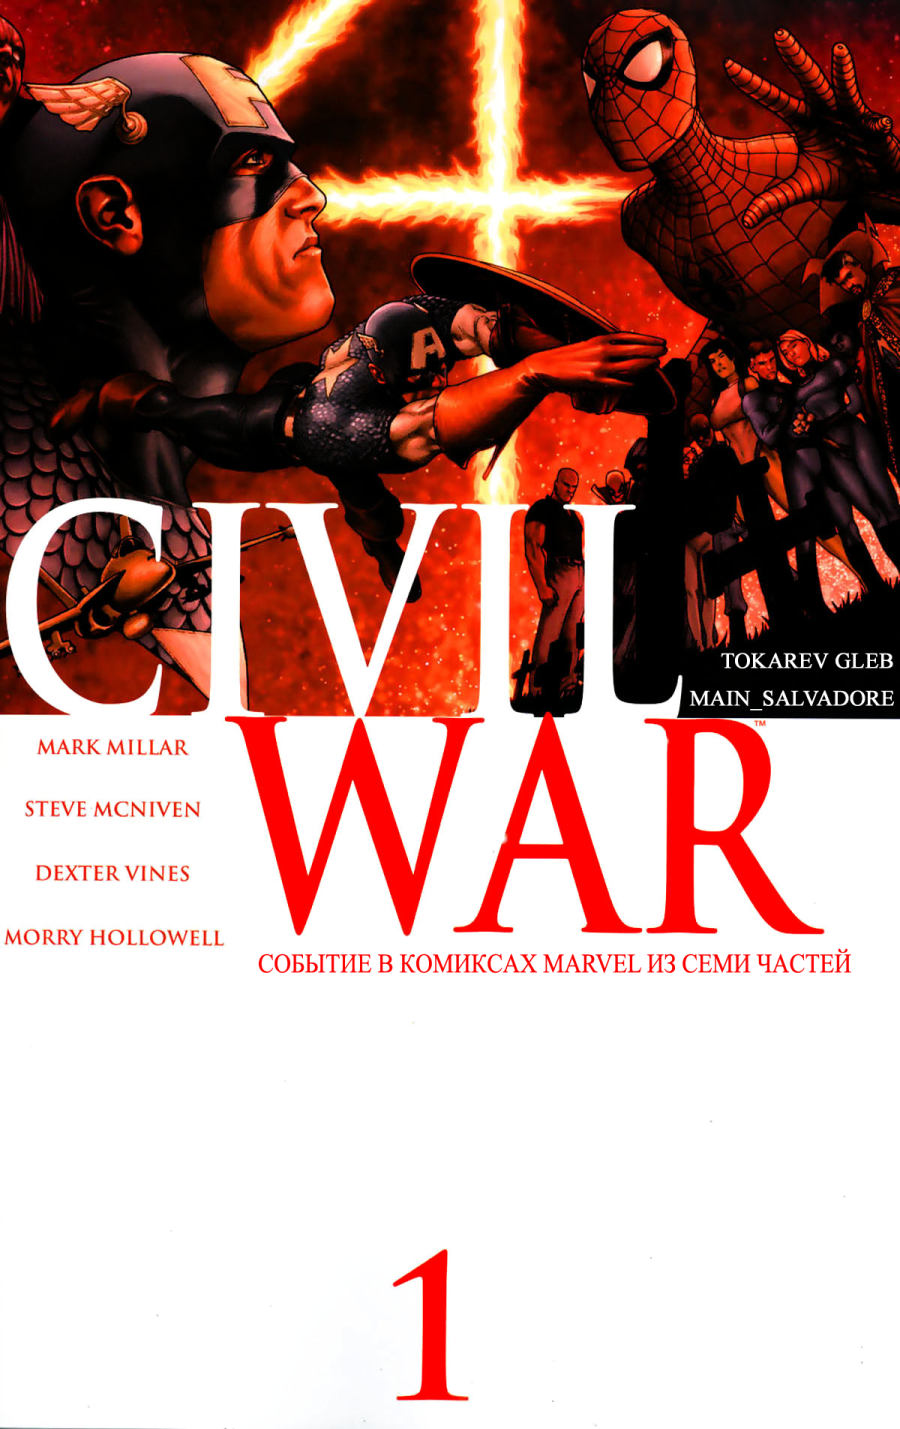 A
CIVIL
TOKAREV GLEB
MAIN_SALVADORE
WAR™
MARK MILLAR
STEVE MCNIVEN
DEXTER VINES
MORRY HOLLOWELL
СОБЫТИЕ В КОМИКСАХ MARVEL ИЗ СЕМИ ЧАСТЕЙ
1